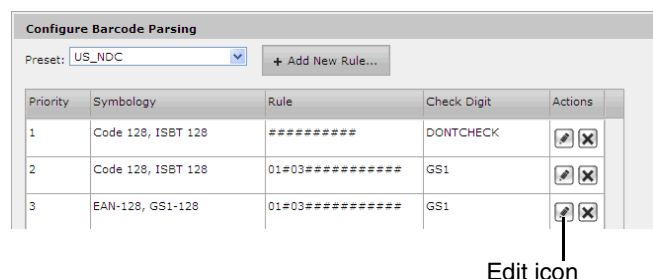 Configure Barcode Parsing
Preset: US_NDC + Add New Rule...
Priority Symbology Rule Check Digit Actions
1 Code 128, ISBT 128 ########## DONTCHECK
2 Code 128, ISBT 128 01#03########### GS1
3 EAN-128, GS1-128 01#03########### GS1
Edit icon